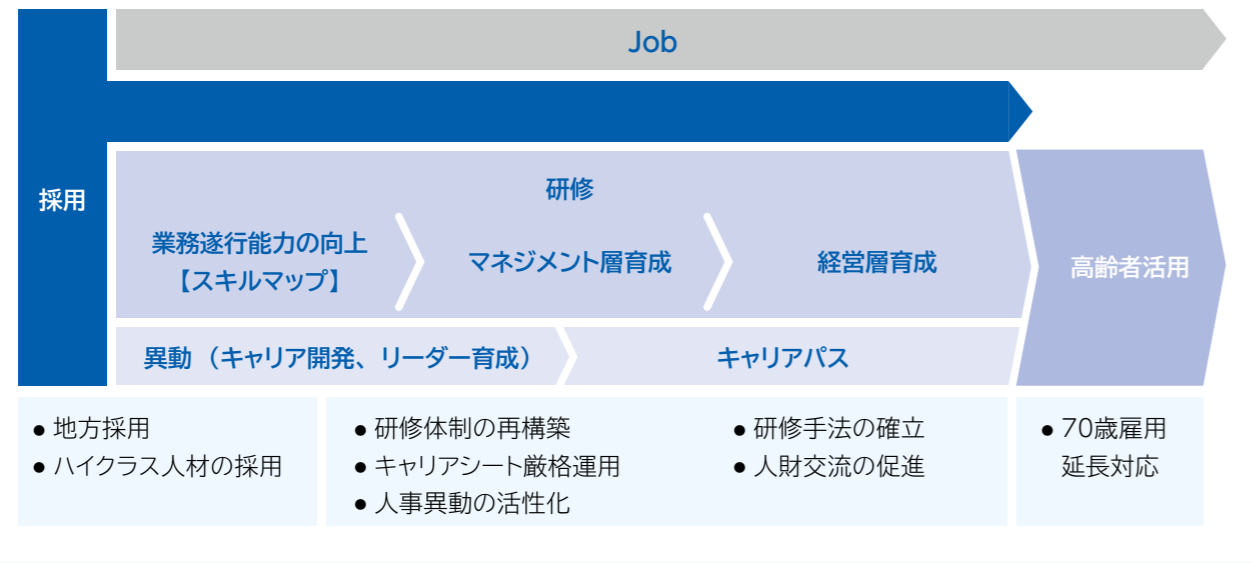 Job
採用
研修
業務遂行能力の向上
【スキルマップ】
マネジメント層育成
経営層育成
高齢者活用
異動（キャリア開発、リーダー育成）
キャリアパス
● 地方採用
● ハイクラス人材の採用
● 研修体制の再構築
● キャリアシート厳格運用
● 人事異動の活性化
● 研修手法の確立
● 人財交流の促進
● 70歳雇用
延長対応